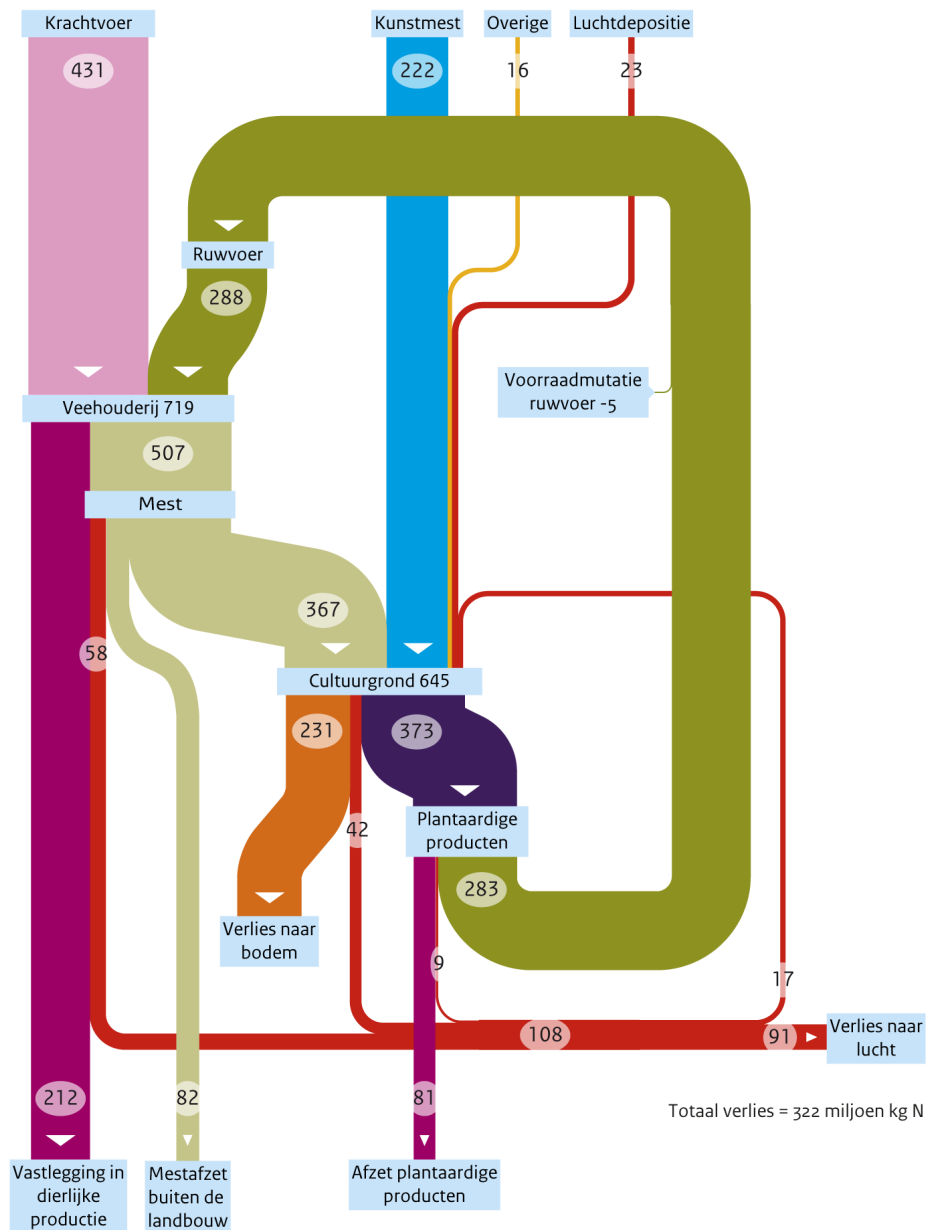 Krachtvoer
Kunstmest
Overige
Luchtdepositie
431
222
16
23
Ruwvoer
288
Voorraadmutatie
ruwvoer -5
Veehouderij 719
507
Mest
367
58
Cultuurgrond 645
231
373
42
Plantaardige
producten
283
Verlies naar
bodem
9
17
108
91
Verlies naar
lucht
212
82
81
Totaal verlies = 322 miljoen kg N
Vastlegging in
dierlijke
productie
Mestafzet
buiten de
landbouw
Afzet plantaardige
producten